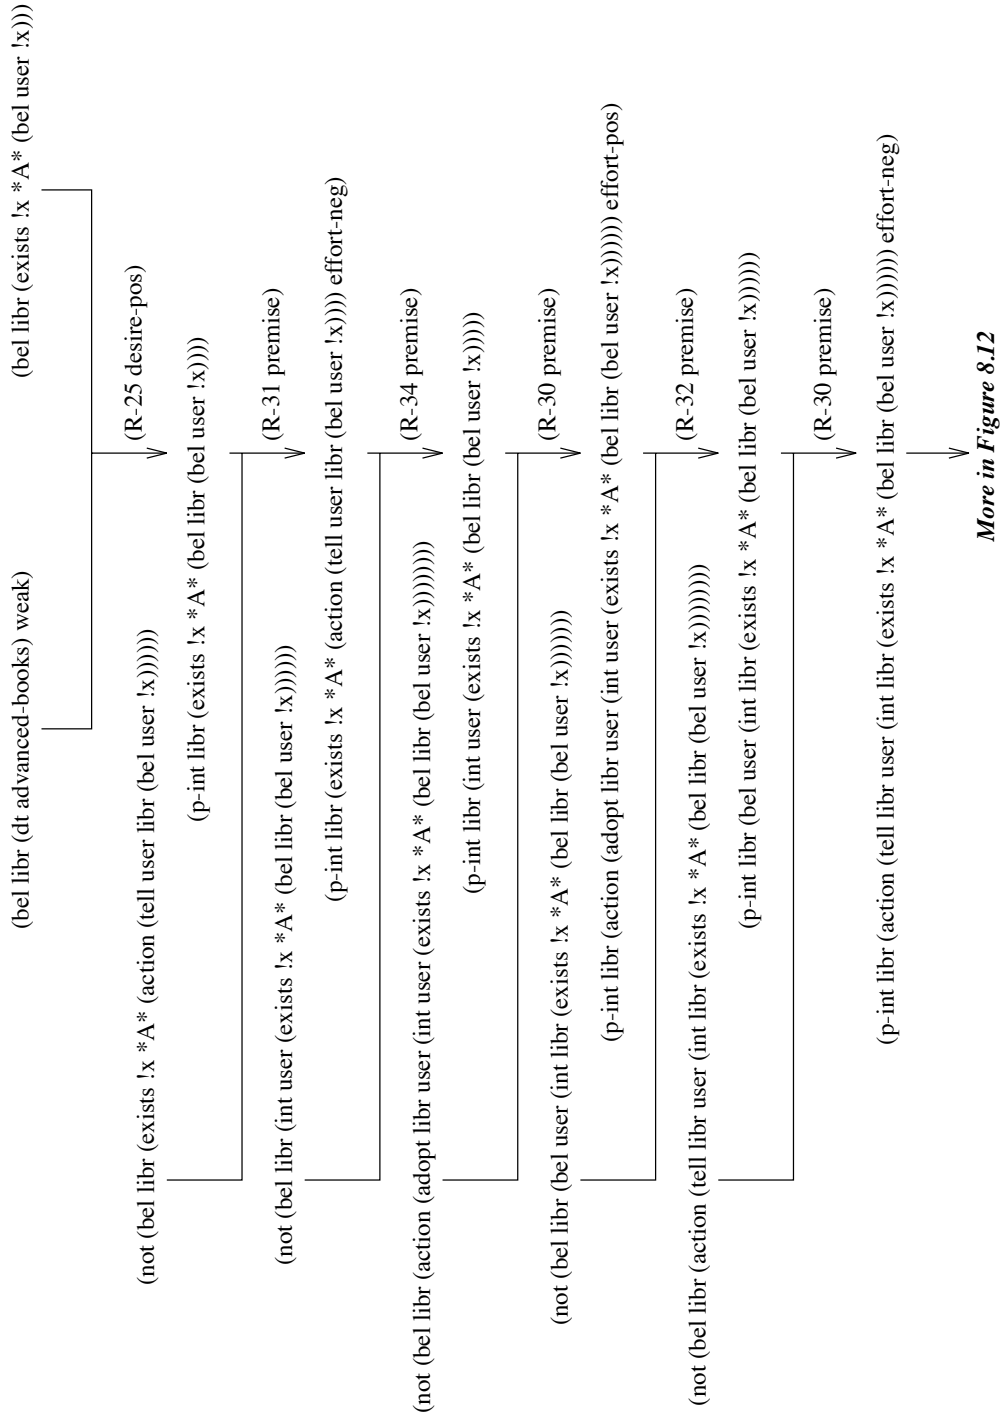 (bel libr (dt advanced-books) weak)
(bel libr (exists !x *A* (bel user !x)))
(R-25 desire-pos)
(not (bel libr (exists !x *A* (action (tell user libr (bel user !x))))))
(p-int libr (exists !x *A* (bel libr (bel user !x))))
(R-31 premise)
(not (bel libr (int user (exists !x *A* (bel libr (bel user !x))))))
(p-int libr (exists !x *A* (action (tell user libr (bel user !x)))) effort-neg)
(R-34 premise)
(not (bel libr (action (adopt libr user (int user (exists !x *A* (bel libr (bel user !x))))))))
(p-int libr (int user (exists !x *A* (bel libr (bel user !x)))))
(R-30 premise)
(not (bel libr (bel user (int libr (exists !x *A* (bel libr (bel user !x)))))))
(p-int libr (action (adopt libr user (int user (exists !x *A* (bel libr (bel user !x)))))) effort-pos)
(R-32 premise)
(not (bel libr (action (tell libr user (int libr (exists !x *A* (bel libr (bel user !x))))))))
(p-int libr (bel user (int libr (exists !x *A* (bel libr (bel user !x))))))
(R-30 premise)
(p-int libr (action (tell libr user (int libr (exists !x *A* (bel libr (bel user !x)))))) effort-neg)
More in Figure 8.12